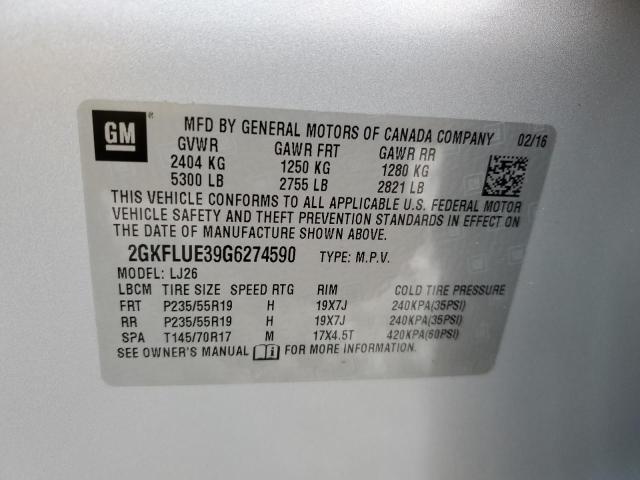 GM ®
MFD BY GENERAL MOTORS OF CANADA COMPANY 02/16
GVWR GAWR FRT GAWR RR
2404 KG 1250 KG 1280 KG
5300 LB 2755 LB 2821 LB
THIS VEHICLE CONFORMS TO ALL APPLICABLE U.S. FEDERAL MOTOR
VEHICLE SAFETY AND THEFT PREVENTION STANDARDS IN EFFECT ON
THE DATE OF MANUFACTURE SHOWN ABOVE.
2GKFLUE39G6274590 TYPE: M.P.V.
MODEL: LJ26
LBCM TIRE SIZE SPEED RTG RIM COLD TIRE PRESSURE
FRT P235/55R19 H 19X7J 240KPA(35PSI)
RR P235/55R19 H 19X7J 240KPA(35PSI)
SPA T145/70R17 M 17X4.5T 420KPA(60PSI)
SEE OWNER'S MANUAL FOR MORE INFORMATION.